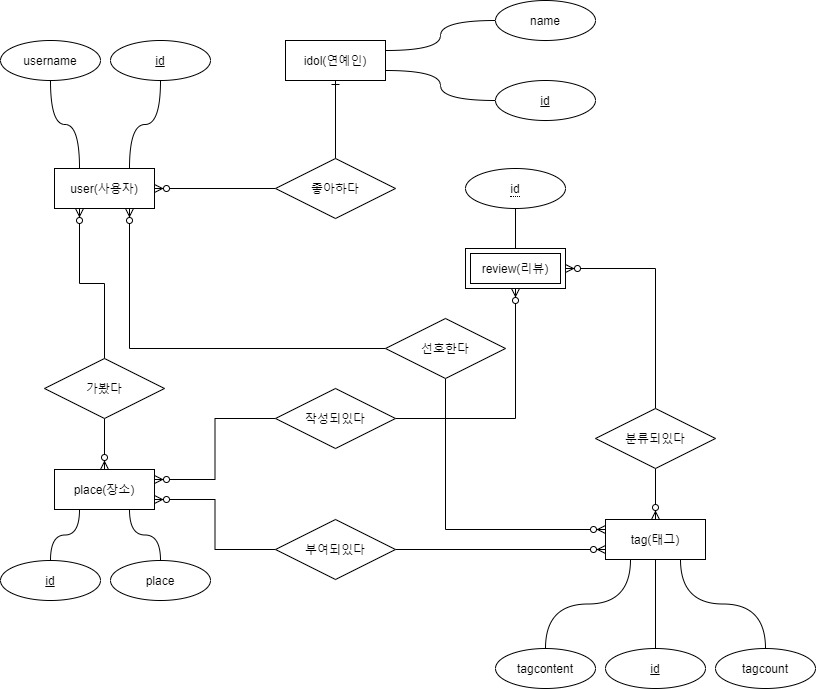 name
username
id
idol(연예인)
id
user(사용자)
좋아하다
id
review(리뷰)
선호한다
가봤다
작성되있다
분류되있다
place(장소)
부여되있다
tag(태그)
id
place
tagcontent
id
tagcount